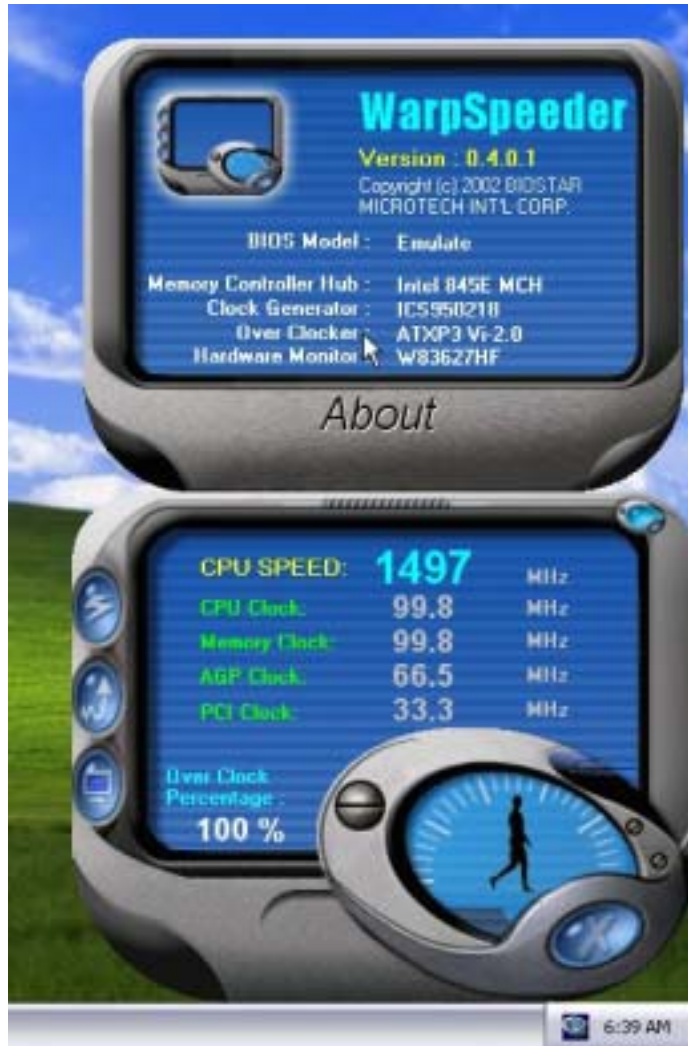 WarpSpeeder
Version : 0.4.0.1
Copyright (c) 2002 BIOSTAR
MICROTECH INT'L CORP.
BIOS Model : Emulate
Memory Controller Hub : Intel 845E MCH
Clock Generator : ICS950218
Over Clocker : ATXP3 Vi-2.0
Hardware Monitor W83627HF
About
CPU SPEED: 1497 MHz
CPU Clock: 99.8 MHz
Memory Clock: 99.8 MHz
AGP Clock: 66.5 MHz
PCI Clock: 33.3 MHz
Over Clock
Percentage :
100 %
6:39 AM